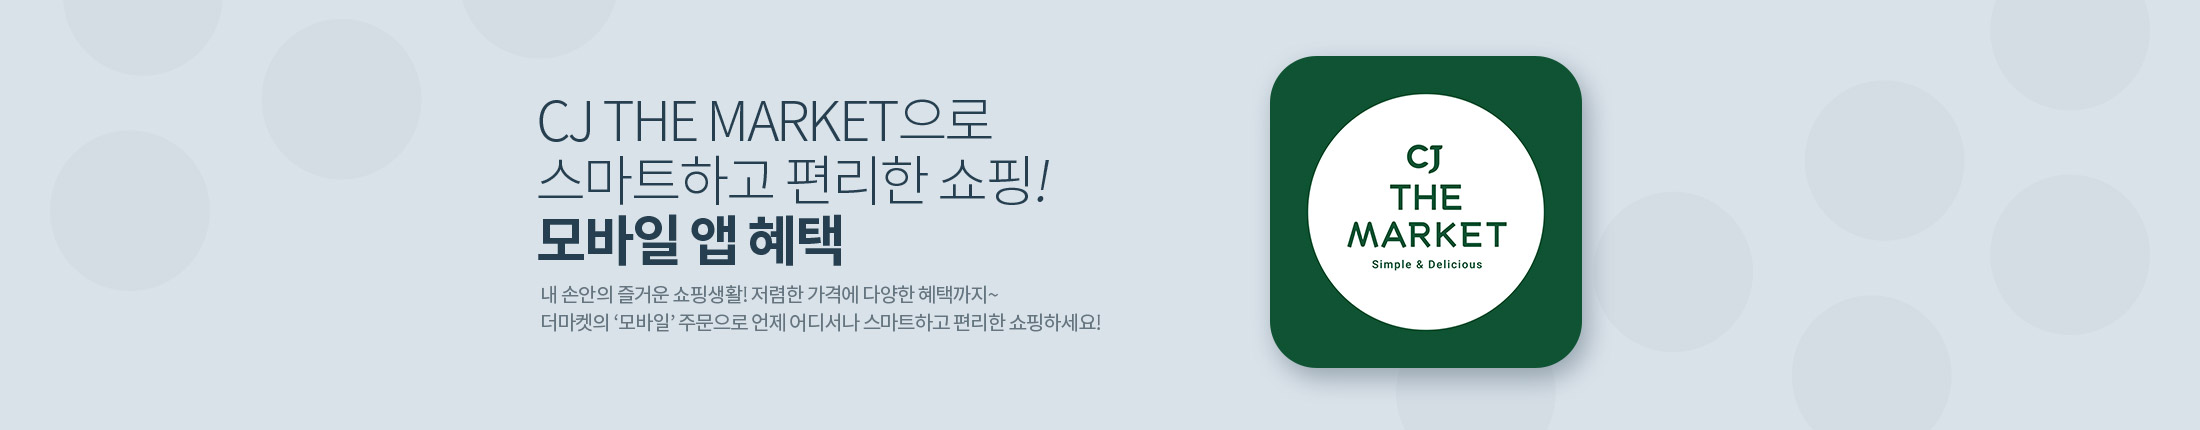 CJ THE MARKET으로
스마트하고 편리한 쇼핑!
모바일 앱 혜택
내 손안의 즐거운 쇼핑생활! 저렴한 가격에 다양한 혜택까지~
더마켓의 ‘모바일’ 주문으로 언제 어디서나 스마트하고 편리한 쇼핑하세요!
CJ
THE
MARKET
Simple & Delicious